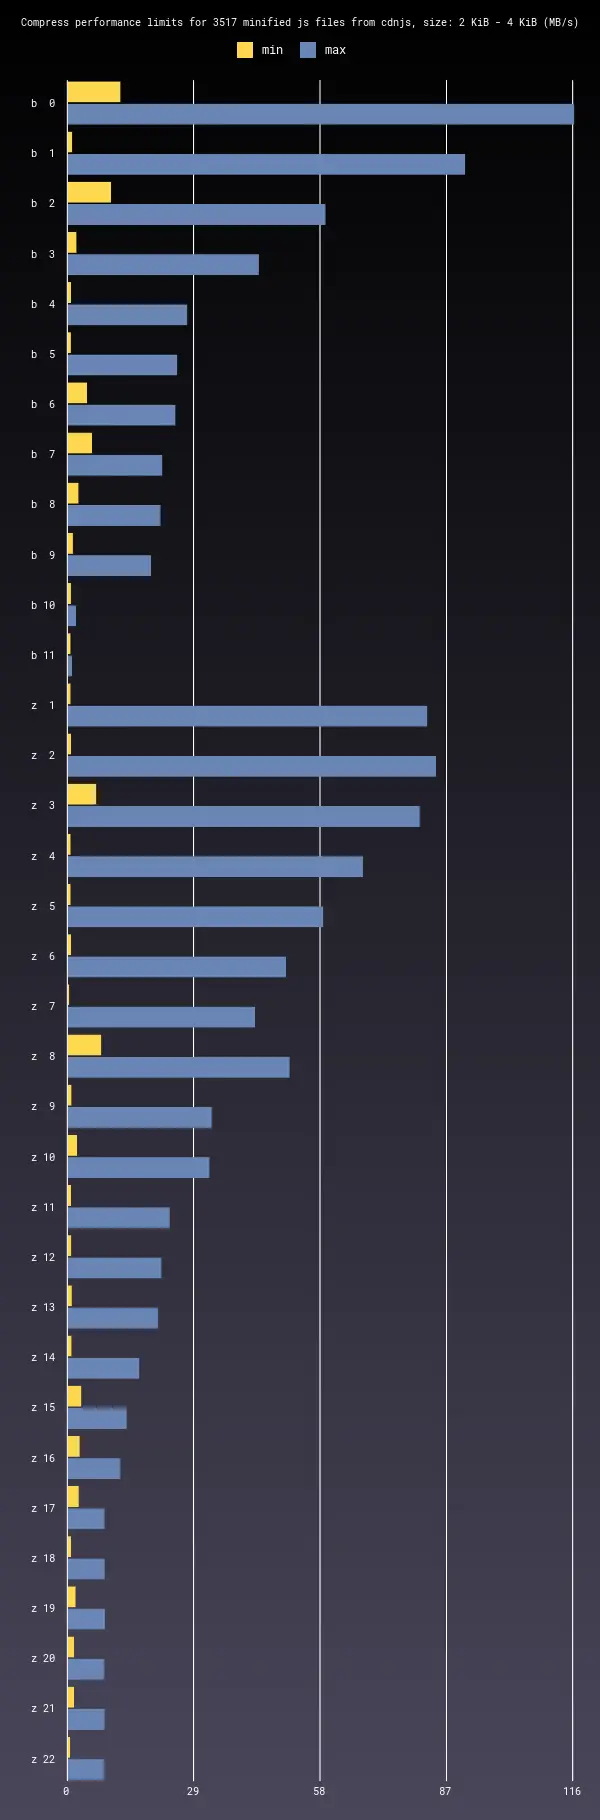 Compress performance limits for 3517 minified js files from cdnjs, size: 2 KiB - 4 KiB (MB/s)
min max
b 0
b 1
b 2
b 3
b 4
b 5
b 6
b 7
b 8
b 9
b 10
b 11
z 1
z 2
z 3
z 4
z 5
z 6
z 7
z 8
z 9
z 10
z 11
z 12
z 13
z 14
z 15
z 16
z 17
z 18
z 19
z 20
z 21
z 22
0 29 58 87 116